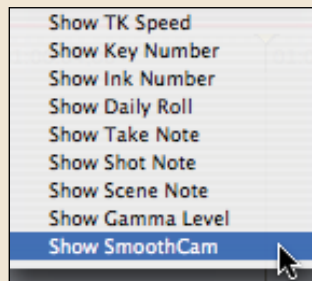 Show TK Speed
Show Key Number
Show Ink Number
Show Daily Roll
Show Take Note
Show Shot Note
Show Scene Note
Show Gamma Level
Show SmoothCam